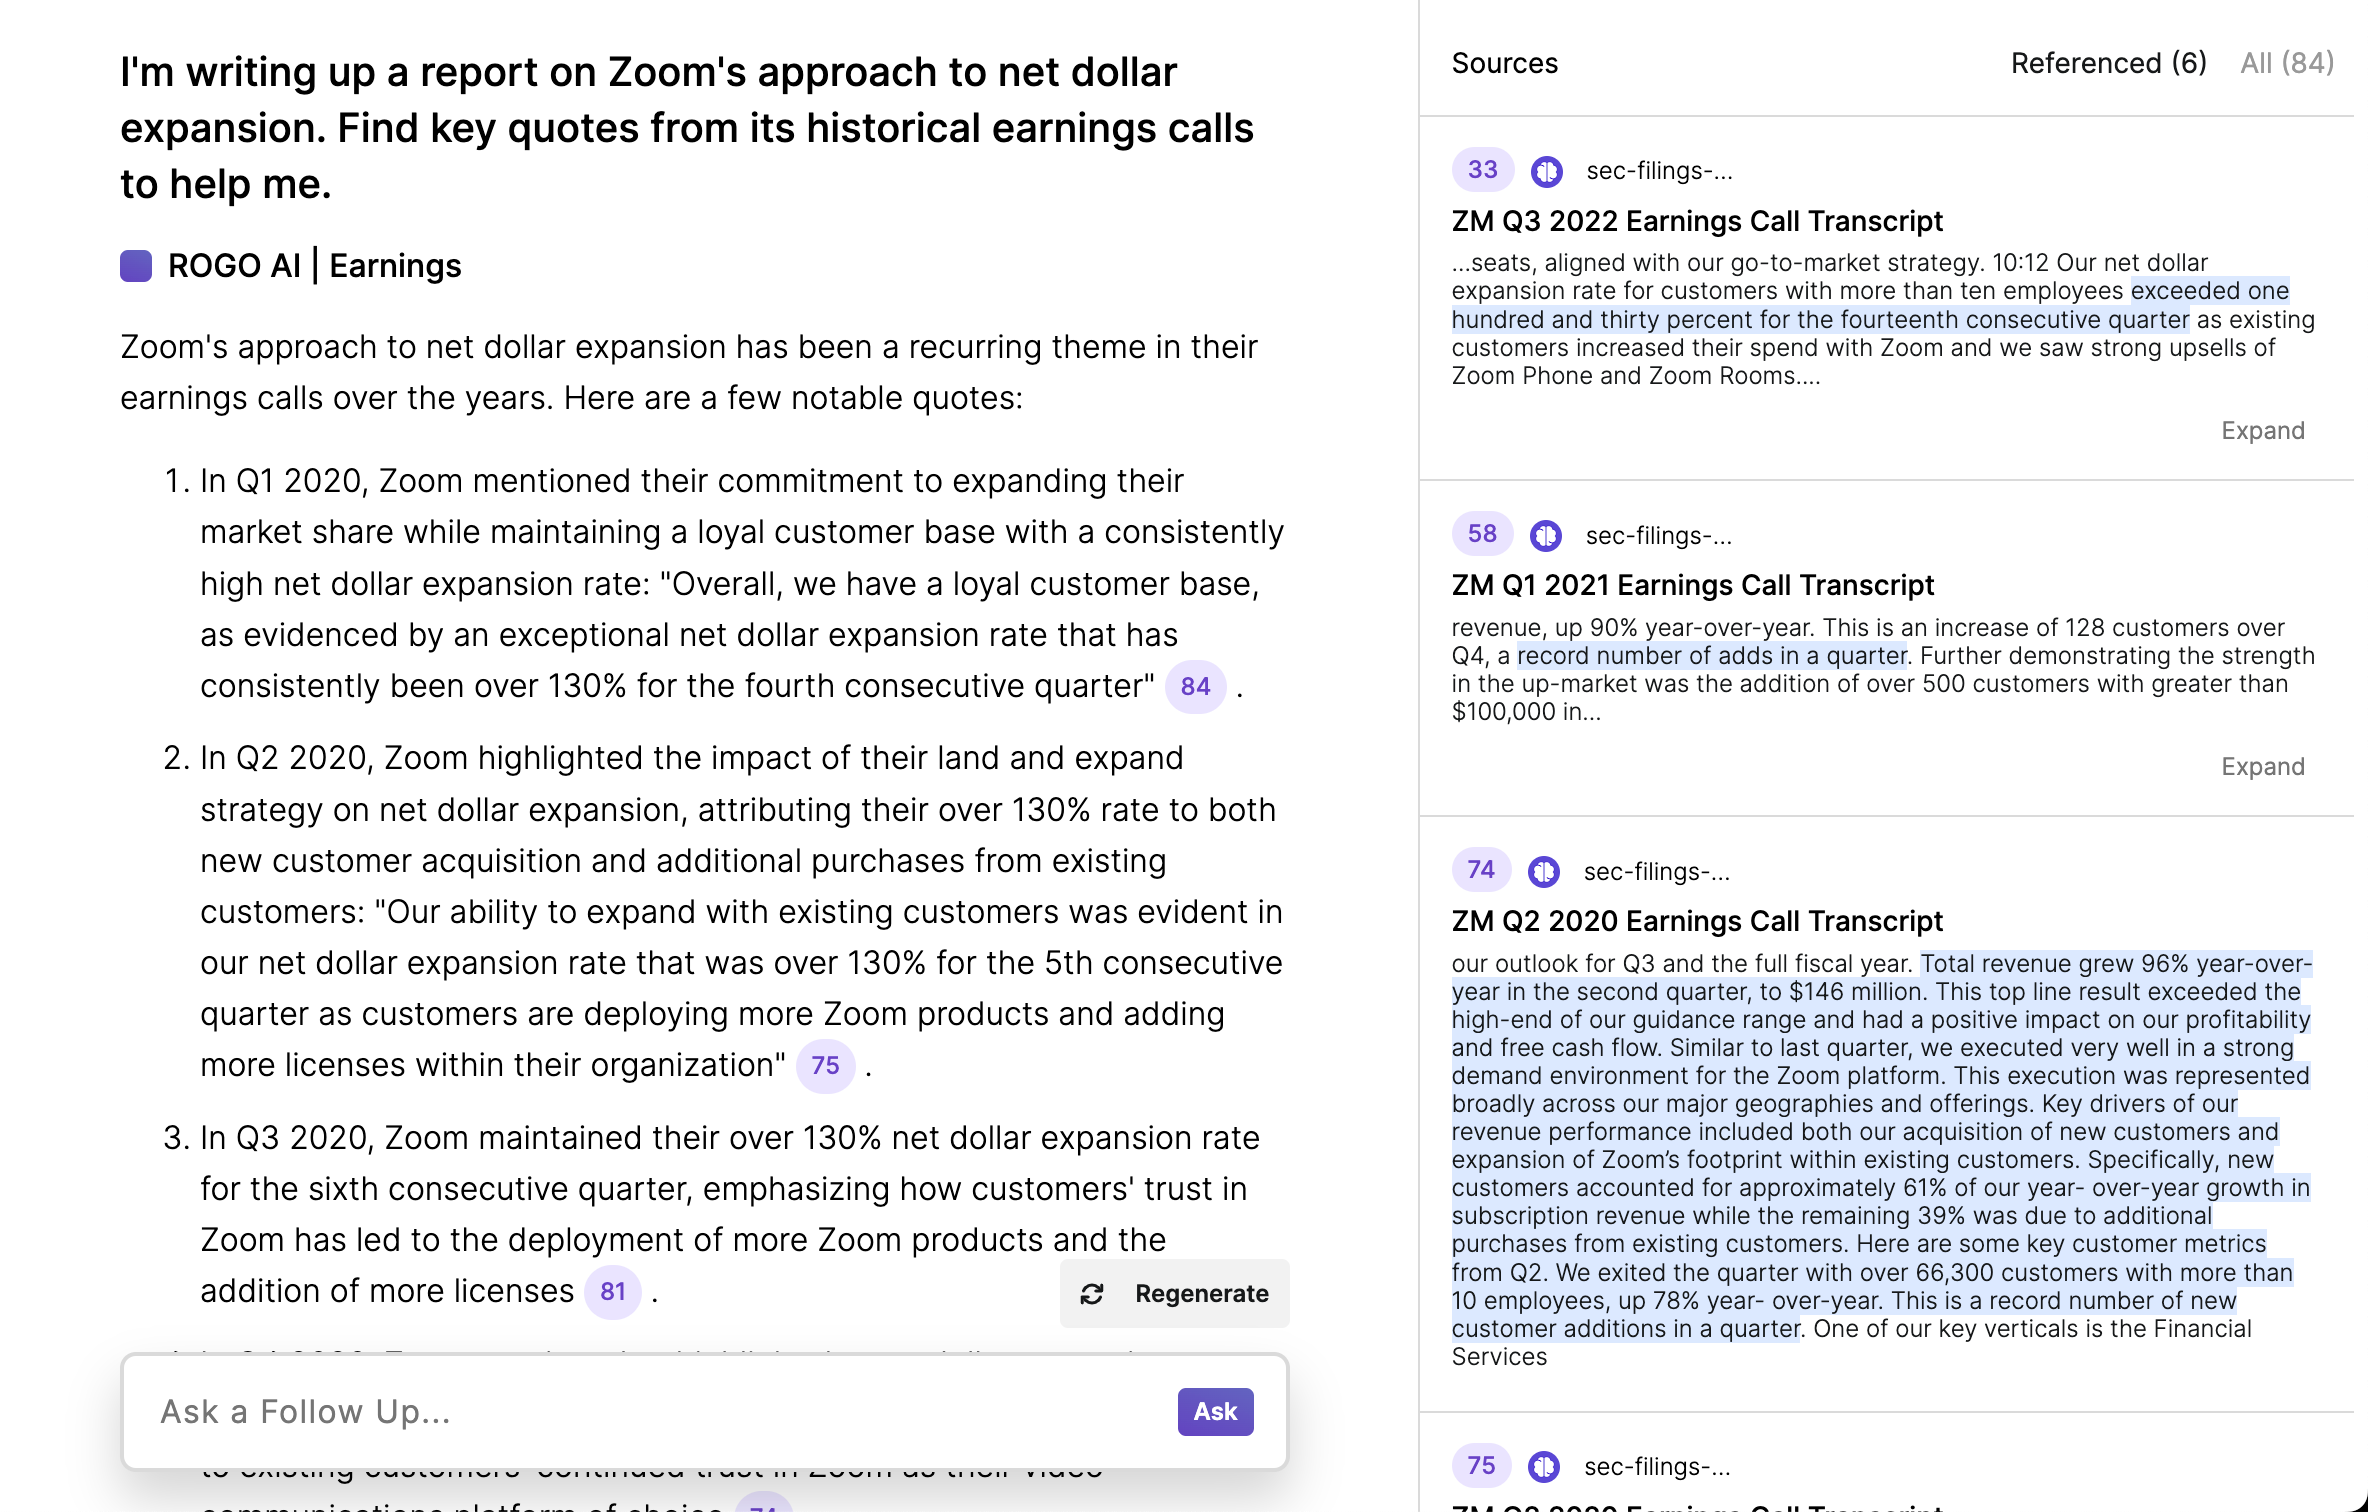 I'm writing up a report on Zoom's approach to net dollar
expansion. Find key quotes from its historical earnings calls
to help me.
ROGO AI | Earnings
Zoom's approach to net dollar expansion has been a recurring theme in their
earnings calls over the years. Here are a few notable quotes:
1. In Q1 2020, Zoom mentioned their commitment to expanding their
market share while maintaining a loyal customer base with a consistently
high net dollar expansion rate: "Overall, we have a loyal customer base,
as evidenced by an exceptional net dollar expansion rate that has
consistently been over 130% for the fourth consecutive quarter" 84 .
2. In Q2 2020, Zoom highlighted the impact of their land and expand
strategy on net dollar expansion, attributing their over 130% rate to both
new customer acquisition and additional purchases from existing
customers: "Our ability to expand with existing customers was evident in
our net dollar expansion rate that was over 130% for the 5th consecutive
quarter as customers are deploying more Zoom products and adding
more licenses within their organization" 75 .
3. In Q3 2020, Zoom maintained their over 130% net dollar expansion rate
for the sixth consecutive quarter, emphasizing how customers' trust in
Zoom has led to the deployment of more Zoom products and the
addition of more licenses 81 .
Regenerate
Ask a Follow Up...
Ask
to existing customers' continued trust in Zoom as their video
communications platform of choice 74
Sources
Referenced (6)
All (84)
33 sec-filings-...
ZM Q3 2022 Earnings Call Transcript
...seats, aligned with our go-to-market strategy. 10:12 Our net dollar
expansion rate for customers with more than ten employees exceeded one
hundred and thirty percent for the fourteenth consecutive quarter as existing
customers increased their spend with Zoom and we saw strong upsells of
Zoom Phone and Zoom Rooms....
Expand
58 sec-filings-...
ZM Q1 2021 Earnings Call Transcript
revenue, up 90% year-over-year. This is an increase of 128 customers over
Q4, a record number of adds in a quarter. Further demonstrating the strength
in the up-market was the addition of over 500 customers with greater than
$100,000 in...
Expand
74 sec-filings-...
ZM Q2 2020 Earnings Call Transcript
our outlook for Q3 and the full fiscal year. Total revenue grew 96% year-over-
year in the second quarter, to $146 million. This top line result exceeded the
high-end of our guidance range and had a positive impact on our profitability
and free cash flow. Similar to last quarter, we executed very well in a strong
demand environment for the Zoom platform. This execution was represented
broadly across our major geographies and offerings. Key drivers of our
revenue performance included both our acquisition of new customers and
expansion of Zoom’s footprint within existing customers. Specifically, new
customers accounted for approximately 61% of our year- over-year growth in
subscription revenue while the remaining 39% was due to additional
purchases from existing customers. Here are some key customer metrics
from Q2. We exited the quarter with over 66,300 customers with more than
10 employees, up 78% year- over-year. This is a record number of new
customer additions in a quarter. One of our key verticals is the Financial
Services
75 sec-filings-...
ZM Q2 2020 Earnings Call Transcript